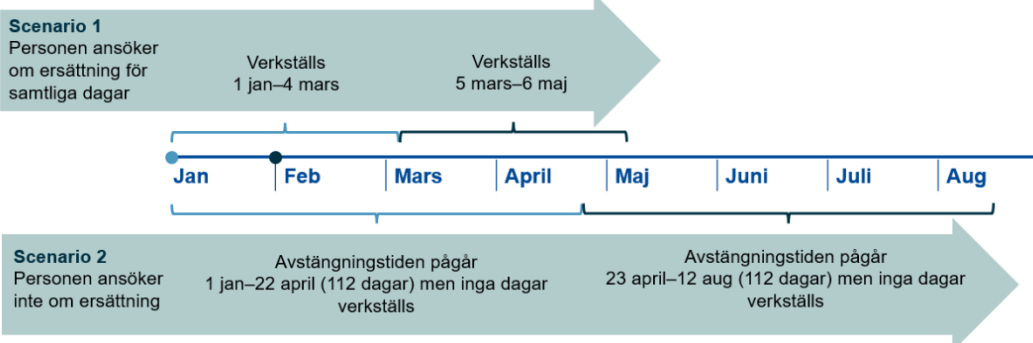 Scenario 1
Personen ansöker
om ersättning för
samtliga dagar
Verkställs
1 jan–4 mars
Verkställs
5 mars–6 maj
Jan
Feb
Mars
April
Maj
Juni
Juli
Aug
Scenario 2
Personen ansöker
inte om ersättning
Avstängningstiden pågår
1 jan–22 april (112 dagar) men inga dagar
verkställs
Avstängningstiden pågår
23 april–12 aug (112 dagar) men inga dagar
verkställs